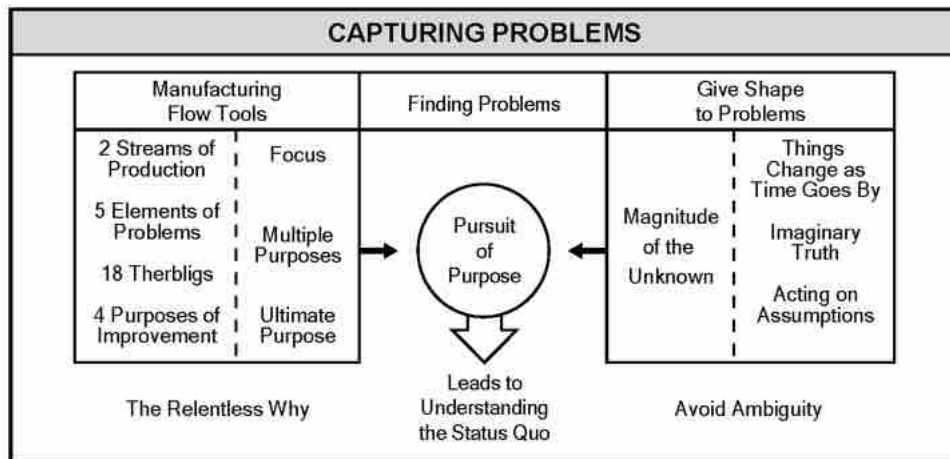 CAPTURING PROBLEMS
Manufacturing
Flow Tools
Finding Problems
Give Shape
to Problems
2 Streams of
Production
5 Elements of
Problems
18 Therbligs
4 Purposes of
Improvement
Focus
Multiple
Purposes
Ultimate
Purpose
Pursuit
of
Purpose
Magnitude
of the
Unknown
Things
Change as
Time Goes By
Imaginary
Truth
Acting on
Assumptions
The Relentless Why
Leads to
Understanding
the Status Quo
Avoid Ambiguity